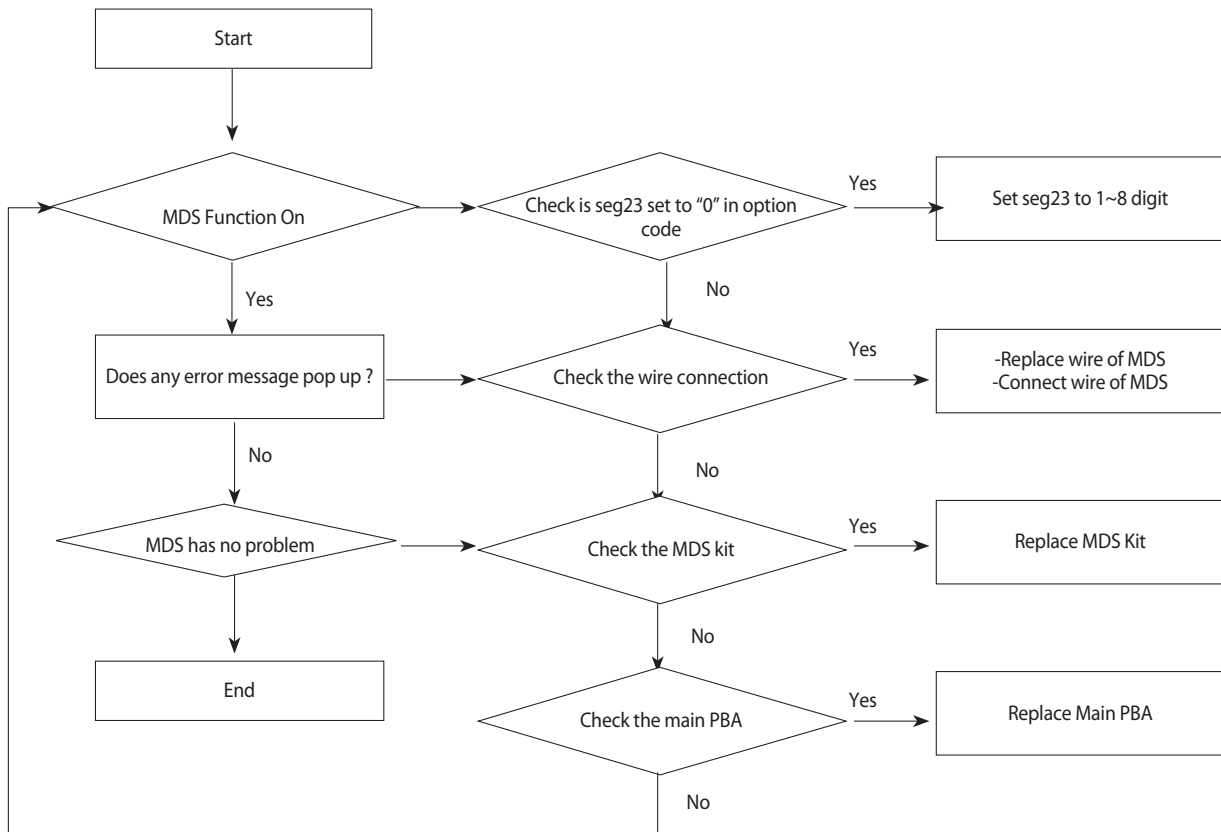 Start
MDS Function On
Check is seg23 set to “0” in option
code
Yes
Set seg23 to 1~8 digit
Yes
No
Does any error message pop up ?
Check the wire connection
Yes
-Replace wire of MDS
-Connect wire of MDS
No
No
MDS has no problem
Check the MDS kit
Yes
Replace MDS Kit
No
End
Check the main PBA
Yes
Replace Main PBA
No